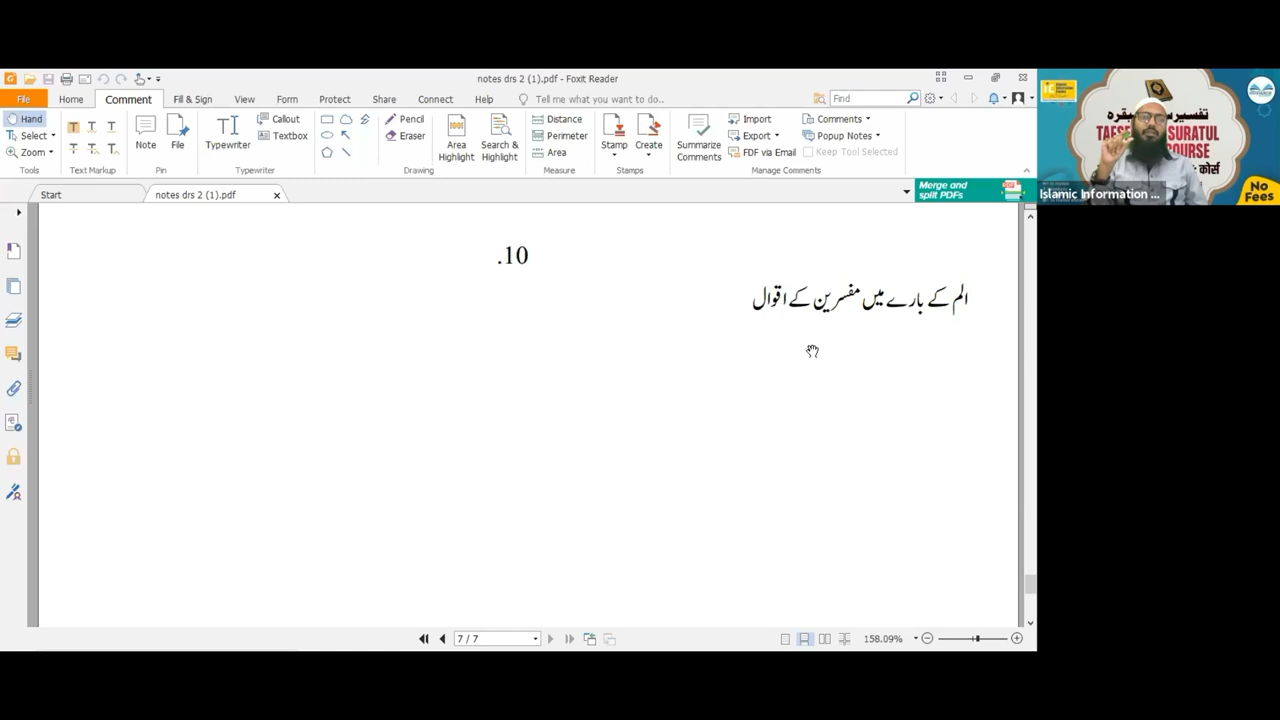 notes drs 2 (1).pdf - Foxit Reader
File Home Comment Fill & Sign View Form Protect Share Connect Help Tell me what you want to do.. Find
Hand
Select
Zoom
Tools
Text Markup
Note
File
Pin
Typewriter
Callout
Textbox
Typewriter
Pencil
Eraser
Area Highlight
Search & Highlight
Drawing
Distance
Perimeter
Area
Measure
Stamp
Create
Stamps
Summarize Comments
Import
Export
FDF via Email
Comments
Popup Notes
Keep Tool Selected
Manage Comments
Start
notes drs 2 (1).pdf
Merge and split PDFs
.10
الم کے بارے میں مفسرین کے اقوال
7 / 7
158.09%
SURATUL
COURSE
कोर्स
Islamic Information ...
No Fees